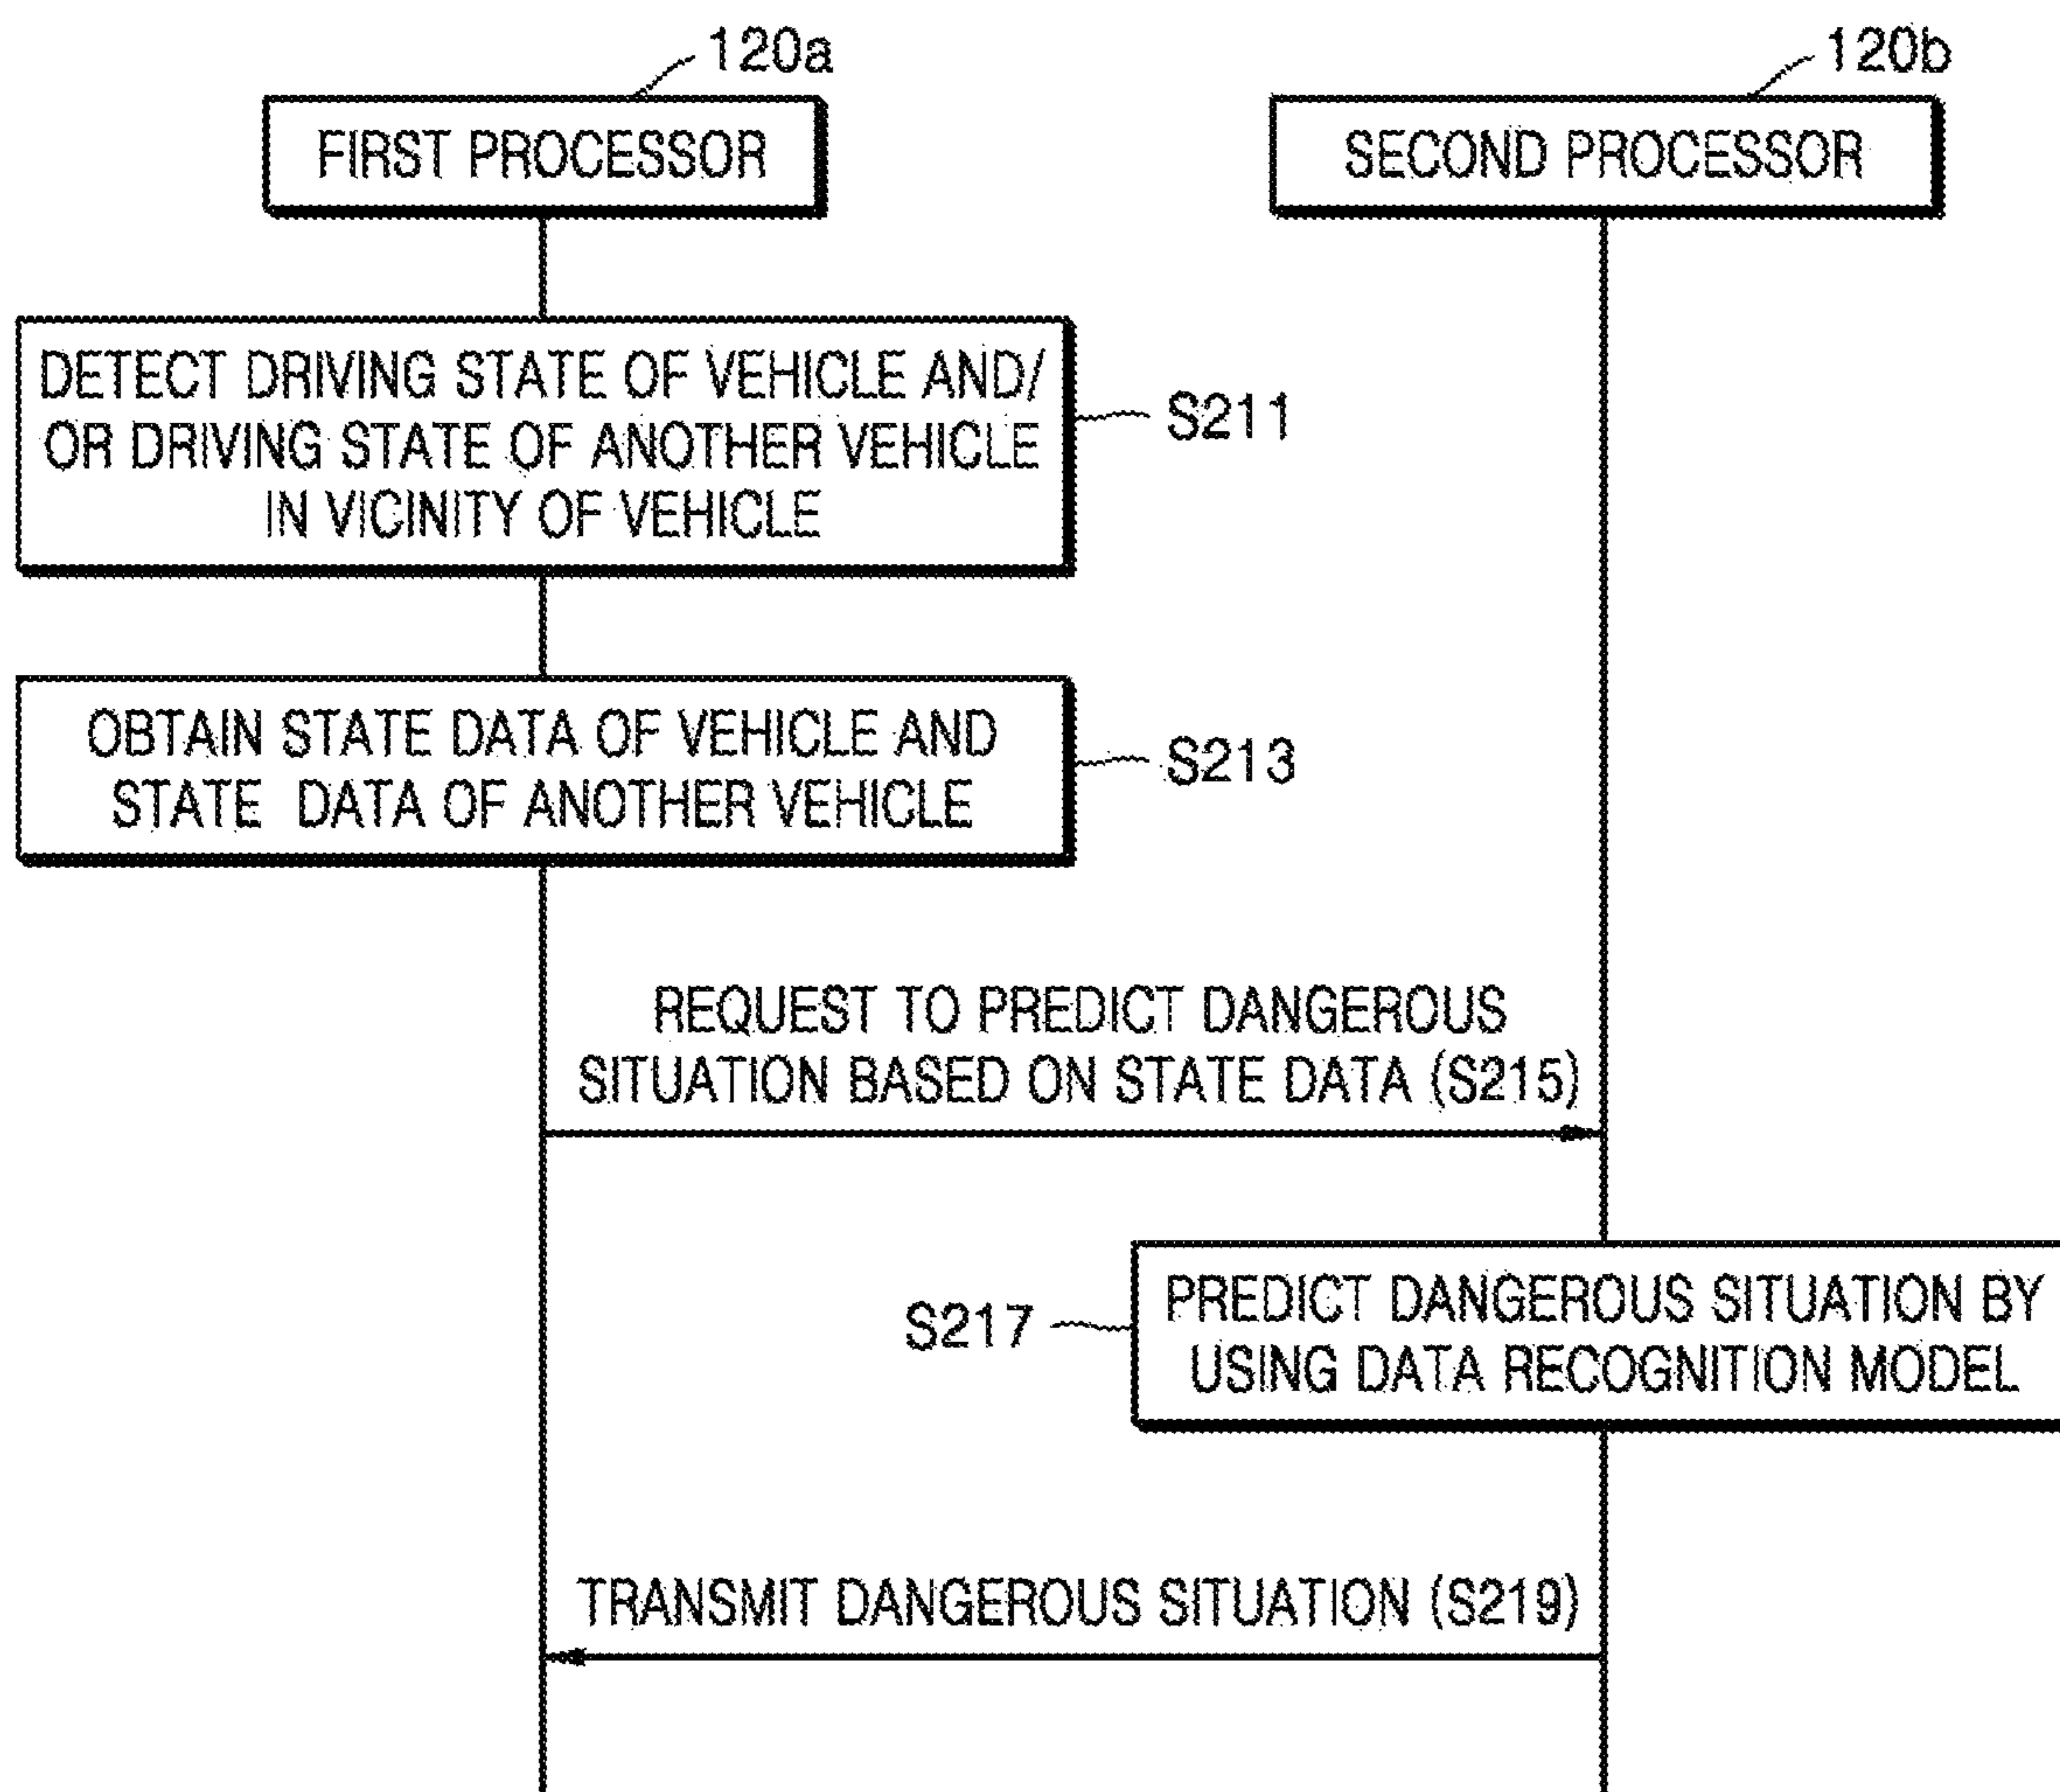 120a
120b
FIRST PROCESSOR
SECOND PROCESSOR
DETECT DRIVING STATE OF VEHICLE AND/
OR DRIVING STATE OF ANOTHER VEHICLE
IN VICINITY OF VEHICLE
S211
OBTAIN STATE DATA OF VEHICLE AND
STATE DATA OF ANOTHER VEHICLE
S213
REQUEST TO PREDICT DANGEROUS
SITUATION BASED ON STATE DATA (S215)
S217
PREDICT DANGEROUS SITUATION BY
USING DATA RECOGNITION MODEL
TRANSMIT DANGEROUS SITUATION (S219)